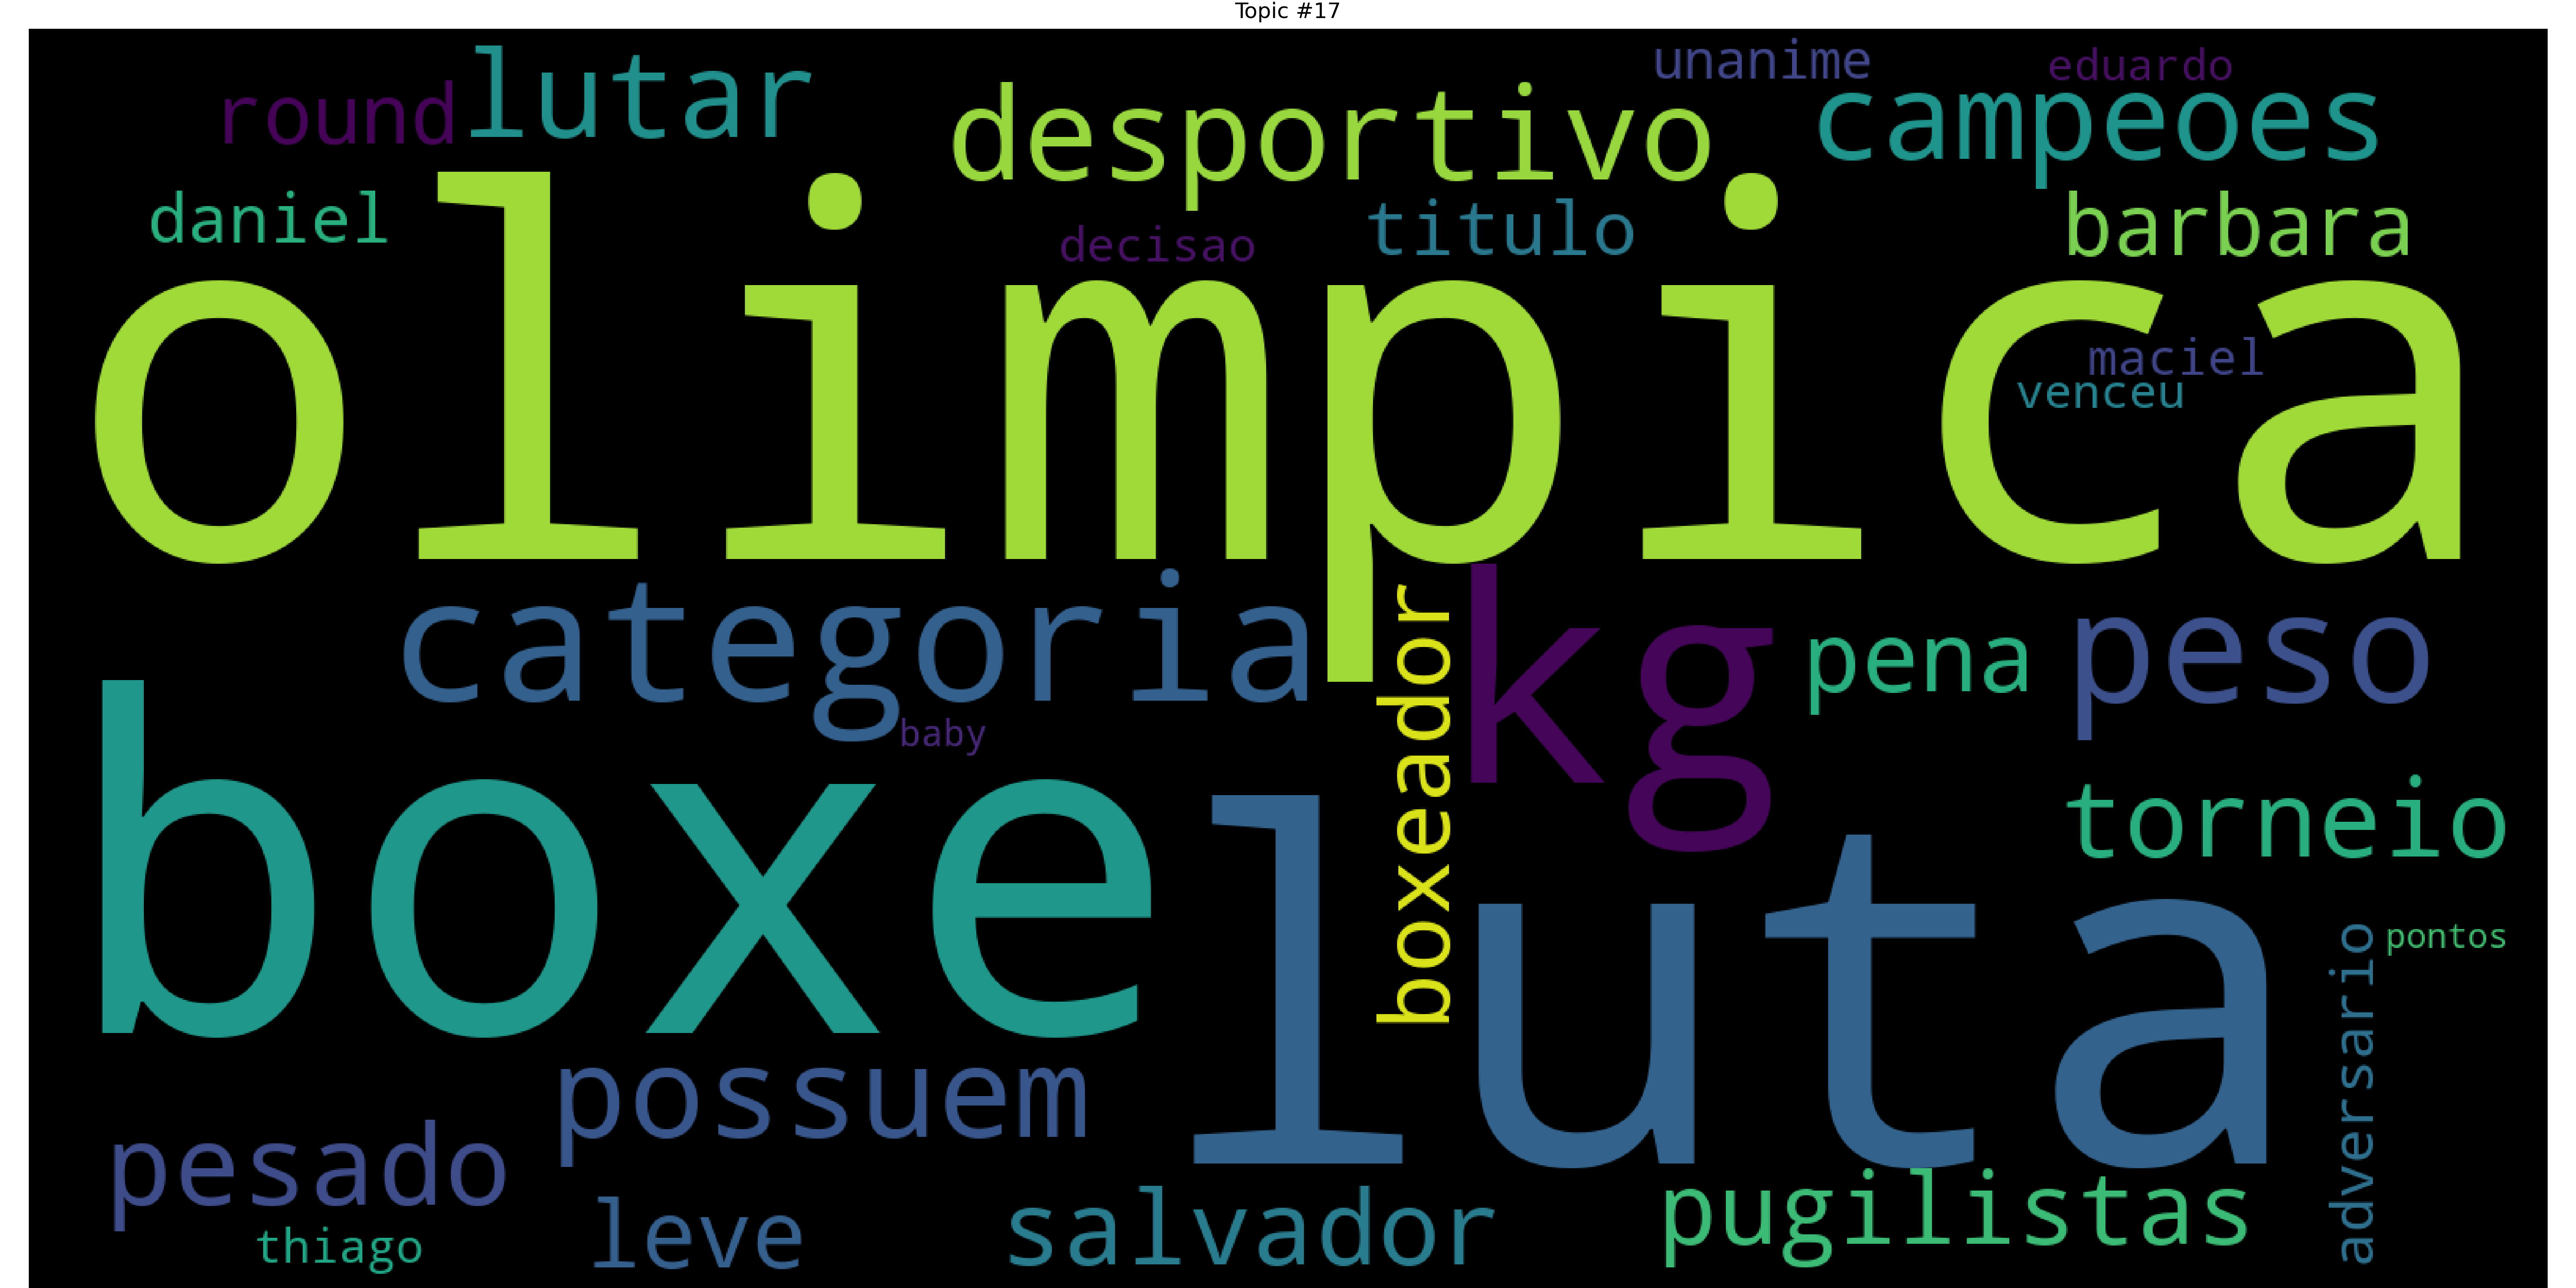 Topic #17
unanime
eduardo
round
lutar
desportivo
campeoes
daniel
decisao
titulo
barbara
olimpica
maciel
venceu
categoria
boxeador
kg
pena
peso
baby
boxe
luta
torneio
pontos
adversario
possuem
pesado
thiago
leve
salvador
pugilistas